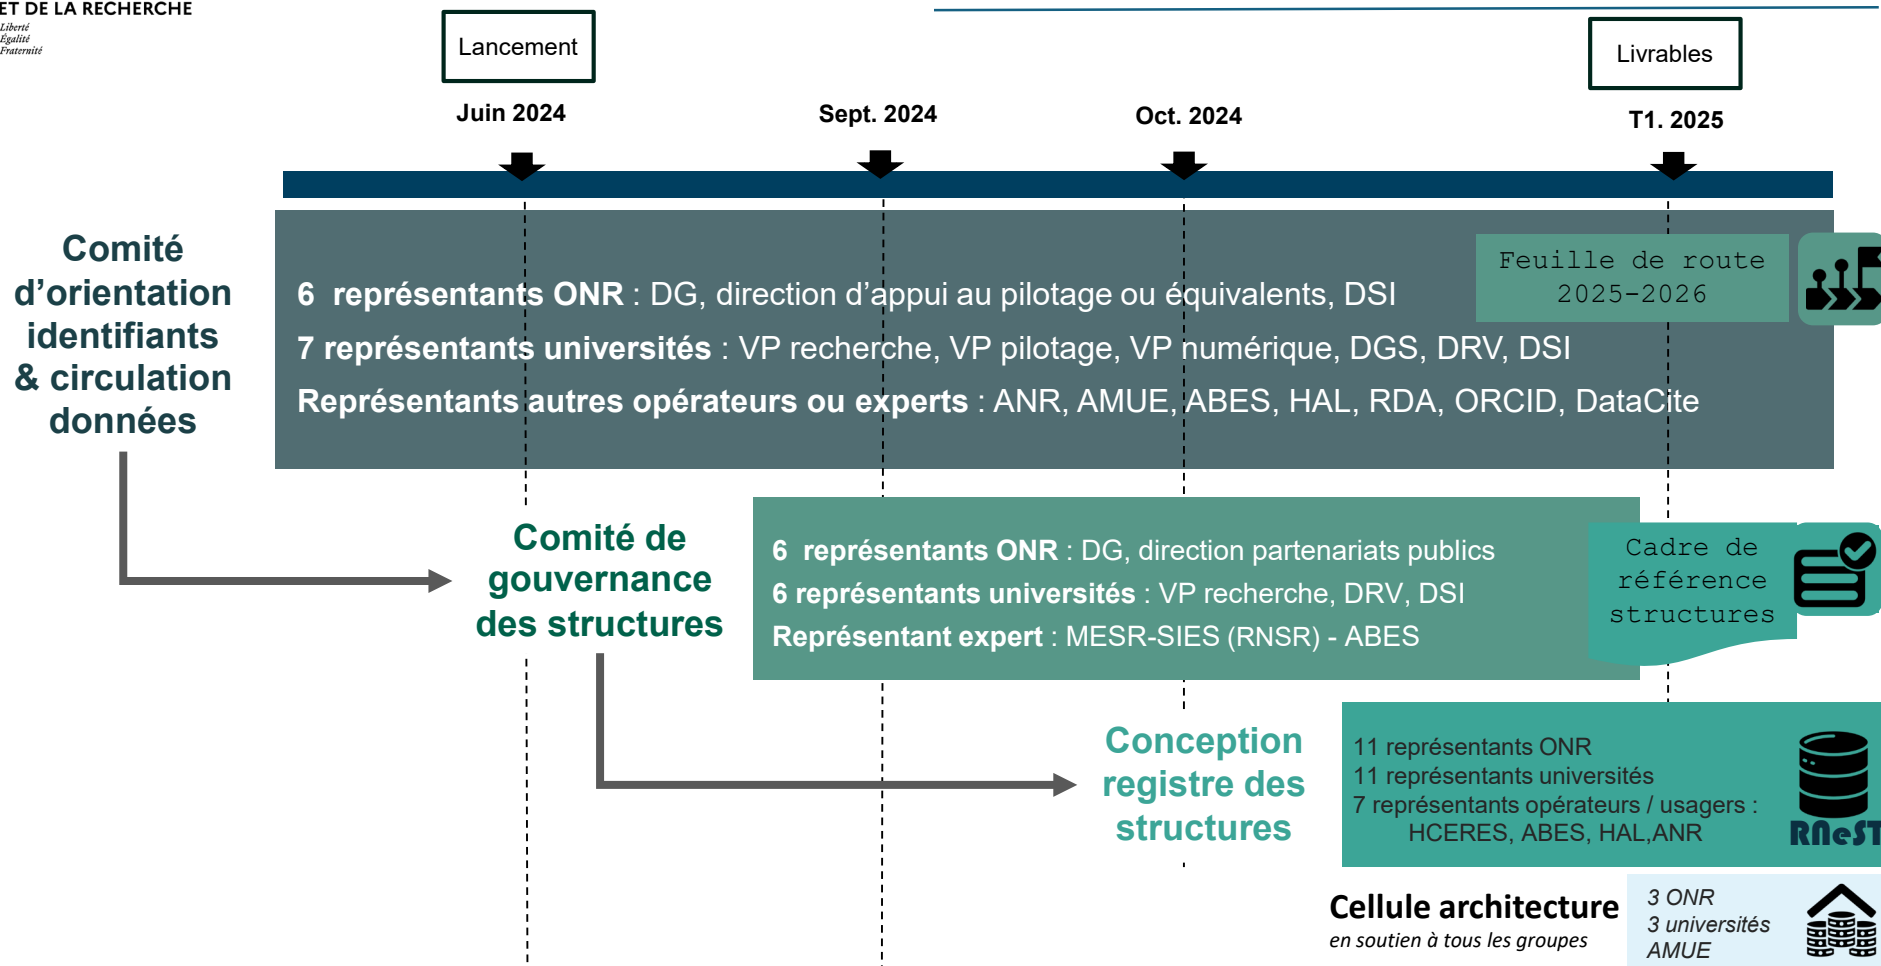 ET DE LA RECHERCHE
Liberté
Égalité
Fraternité
Lancement
Livrables
Juin 2024
Sept. 2024
Oct. 2024
T1. 2025
Comité
d’orientation
identifiants
& circulation
données
6 représentants ONR : DG, direction d’appui au pilotage ou équivalents, DSI
7 représentants universités : VP recherche, VP pilotage, VP numérique, DGS, DRV, DSI
Représentants autres opérateurs ou experts : ANR, AMUE, ABES, HAL, RDA, ORCID, DataCite
Feuille de route
2025-2026
Comité de
gouvernance
des structures
6 représentants ONR : DG, direction partenariats publics
6 représentants universités : VP recherche, DRV, DSI
Représentant expert : MESR-SIES (RNSR) - ABES
Cadre de
référence
structures
Conception
registre des
structures
11 représentants ONR
11 représentants universités
7 représentants opérateurs / usagers :
HCERES, ABES, HAL,ANR
RNeST
Cellule architecture
en soutien à tous les groupes
3 ONR
3 universités
AMUE